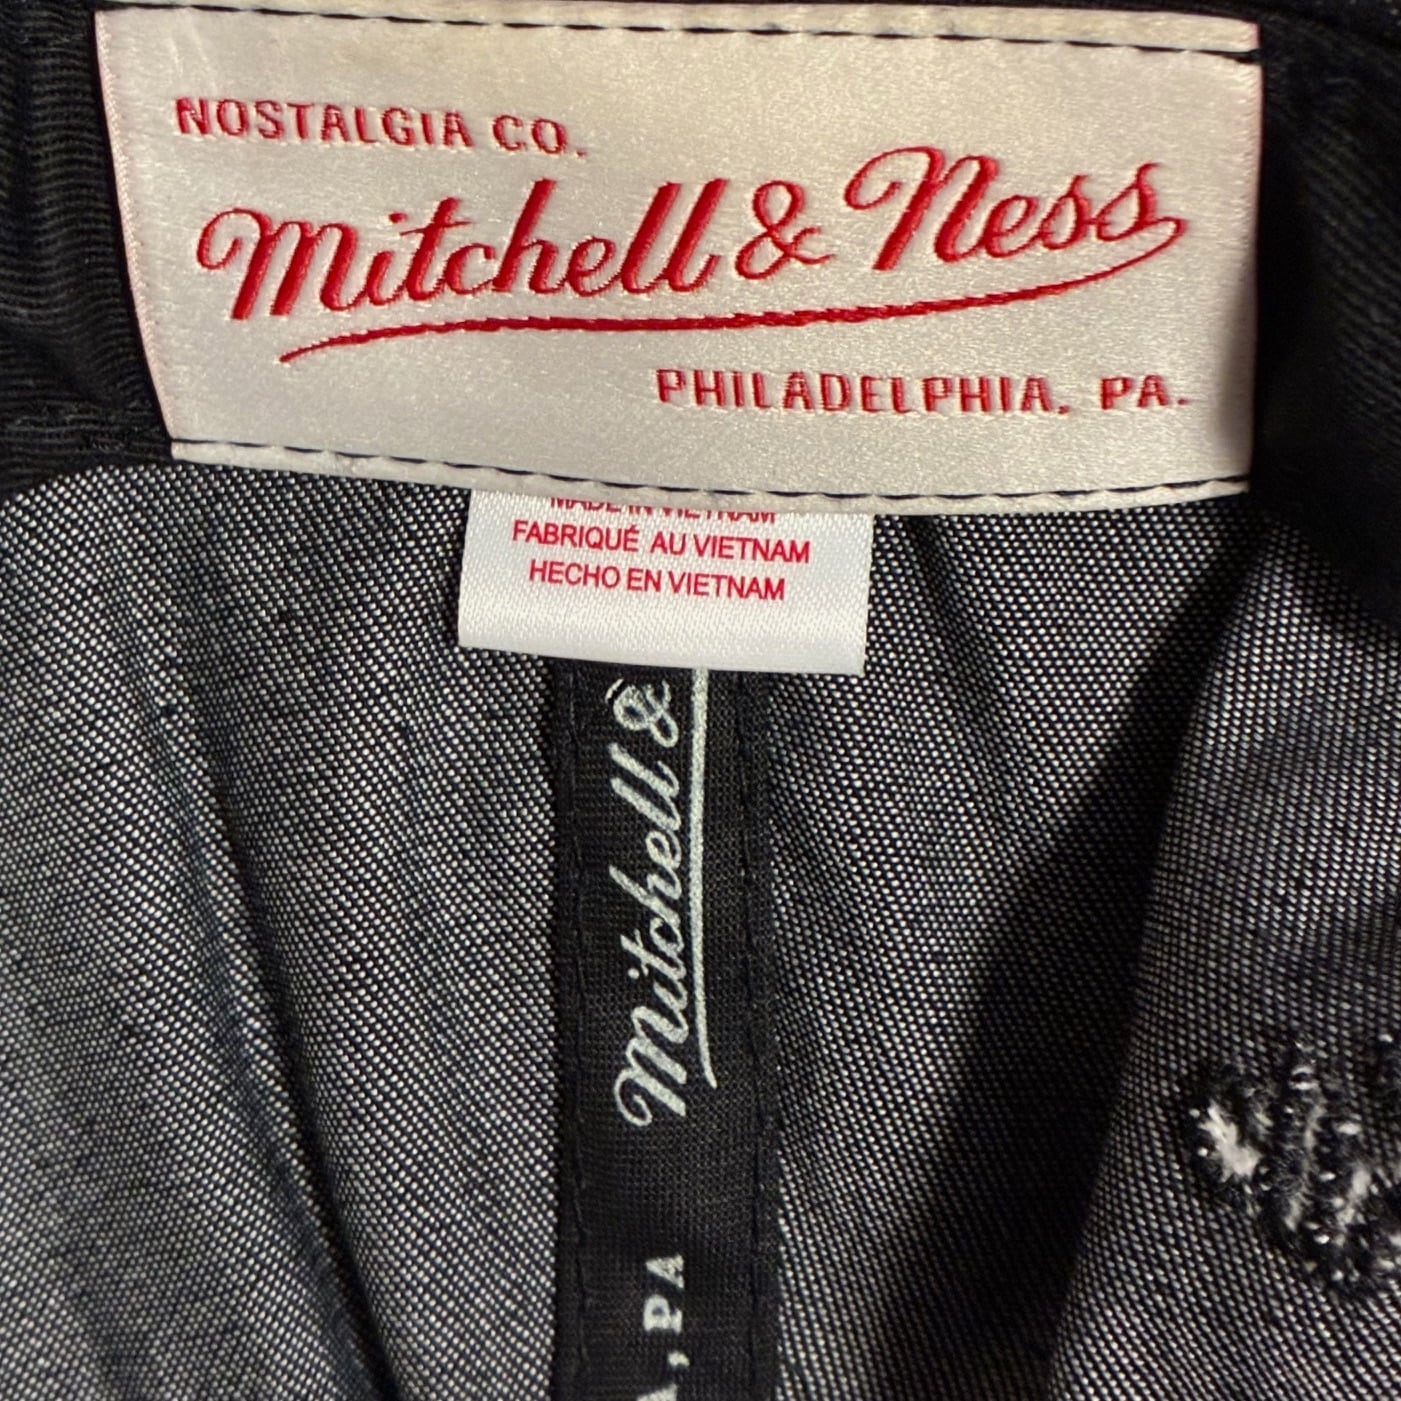 NOSTALGIA CO.
Mitchell & Ness
PHILADELPHIA, PA.
MADE IN VIETNAM
FABRIQUÉ AU VIETNAM
HECHO EN VIETNAM
Mitchell &
A, PA